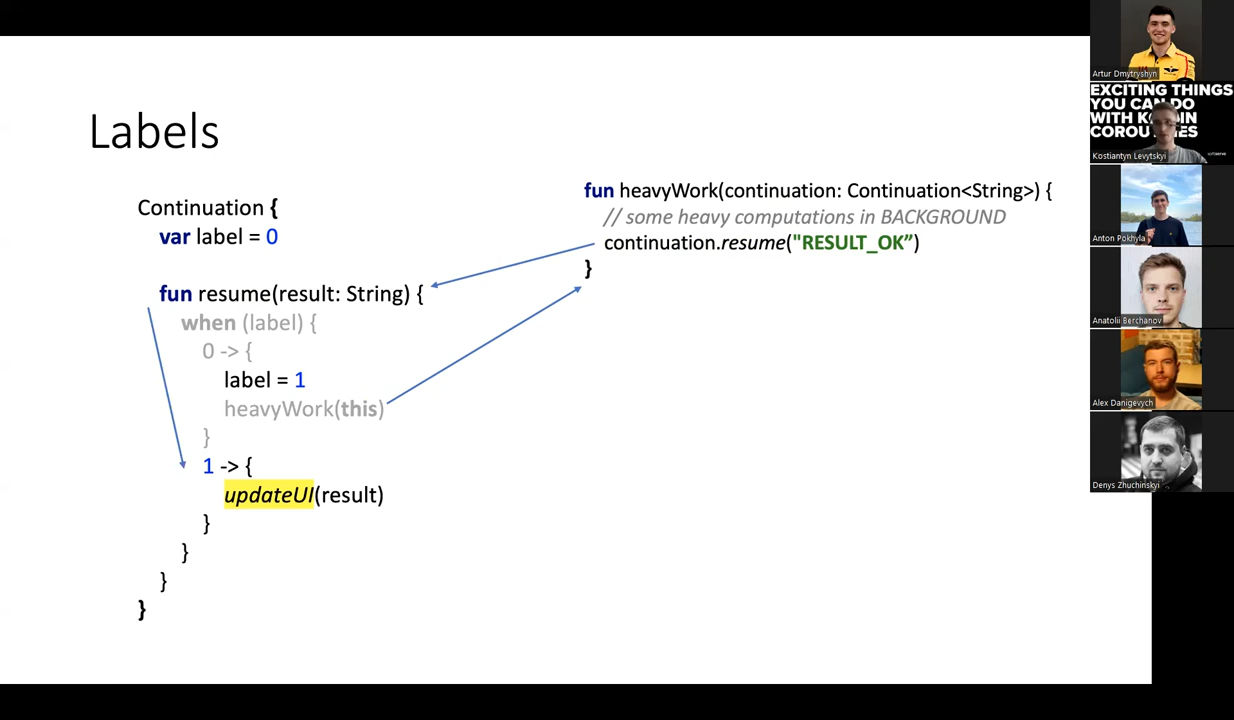 Labels
Continuation {
var label = 0
fun resume(result: String) {
when (label) {
0 -> {
label = 1
heavyWork(this)
}
1 -> {
updateUI(result)
}
}
}
}
fun heavyWork(continuation: Continuation<String>) {
// some heavy computations in BACKGROUND
continuation.resume("RESULT_OK”)
}
Artur Dmytryshyn
EXCITING THINGS
YOU CAN DO
WITH
Kostiantyn Levytskyi
Anton Pokhyla
Anatolii Berchanov
Alex Danigevych
Denys Zhuchinskyi